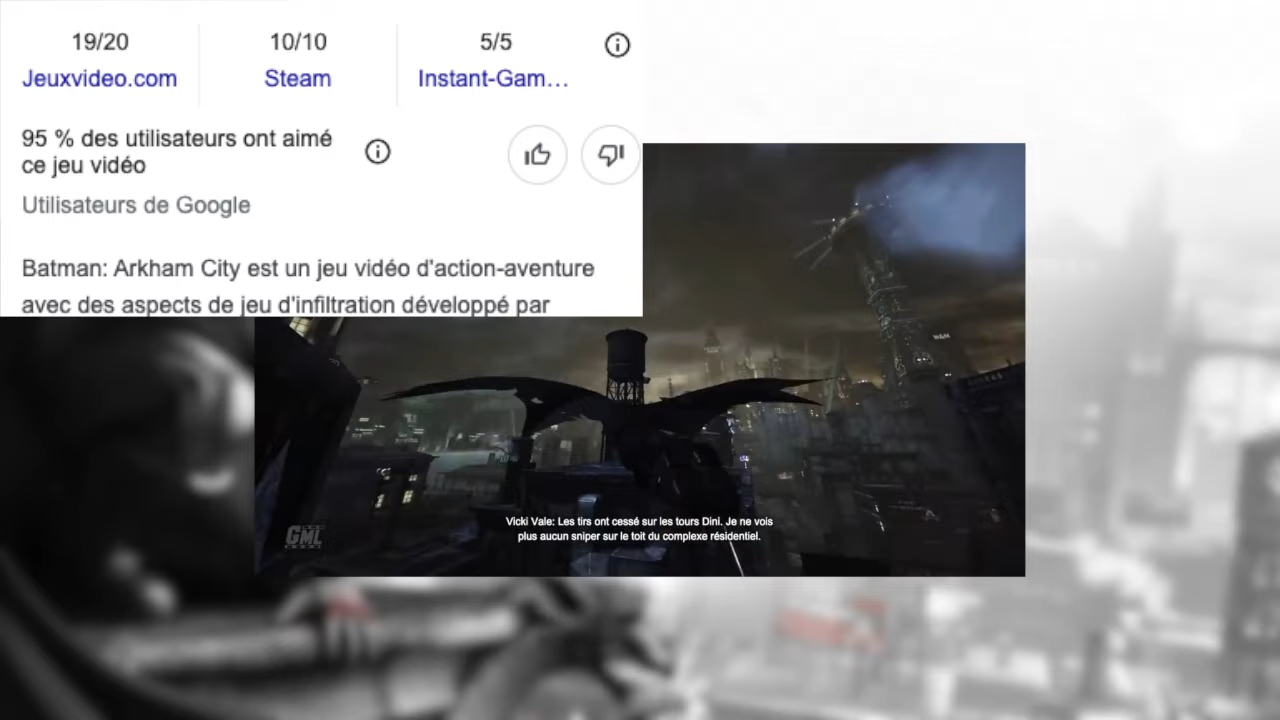 19/20
10/10
5/5
Jeuxvideo.com
Steam
Instant-Gam…
95 % des utilisateurs ont aimé
ce jeu vidéo
Utilisateurs de Google
Batman: Arkham City est un jeu vidéo d'action-aventure
avec des aspects de jeu d'infiltration développé par
Vicki Vale: Les tirs ont cessé sur les tours Dini. Je ne vois
plus aucun sniper sur le toit du complexe résidentiel.
GML